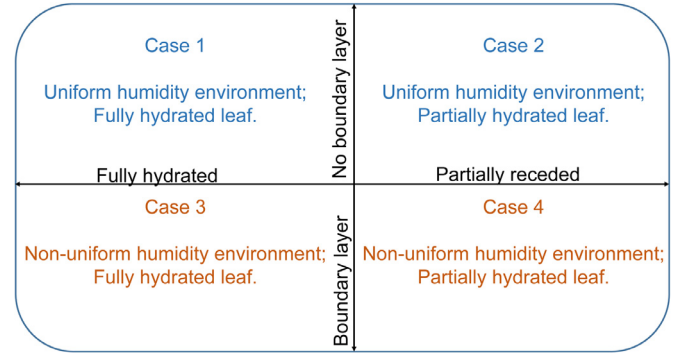 Case 1
Uniform humidity environment;
Fully hydrated leaf.
No boundary layer
Case 2
Uniform humidity environment;
Partially hydrated leaf.
Fully hydrated
Partially receded
Case 3
Non-uniform humidity environment;
Fully hydrated leaf.
Boundary layer
Case 4
Non-uniform humidity environment;
Partially hydrated leaf.